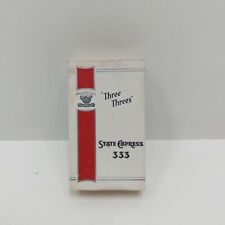 "Three
Threes"
STATE EXPRESS
333